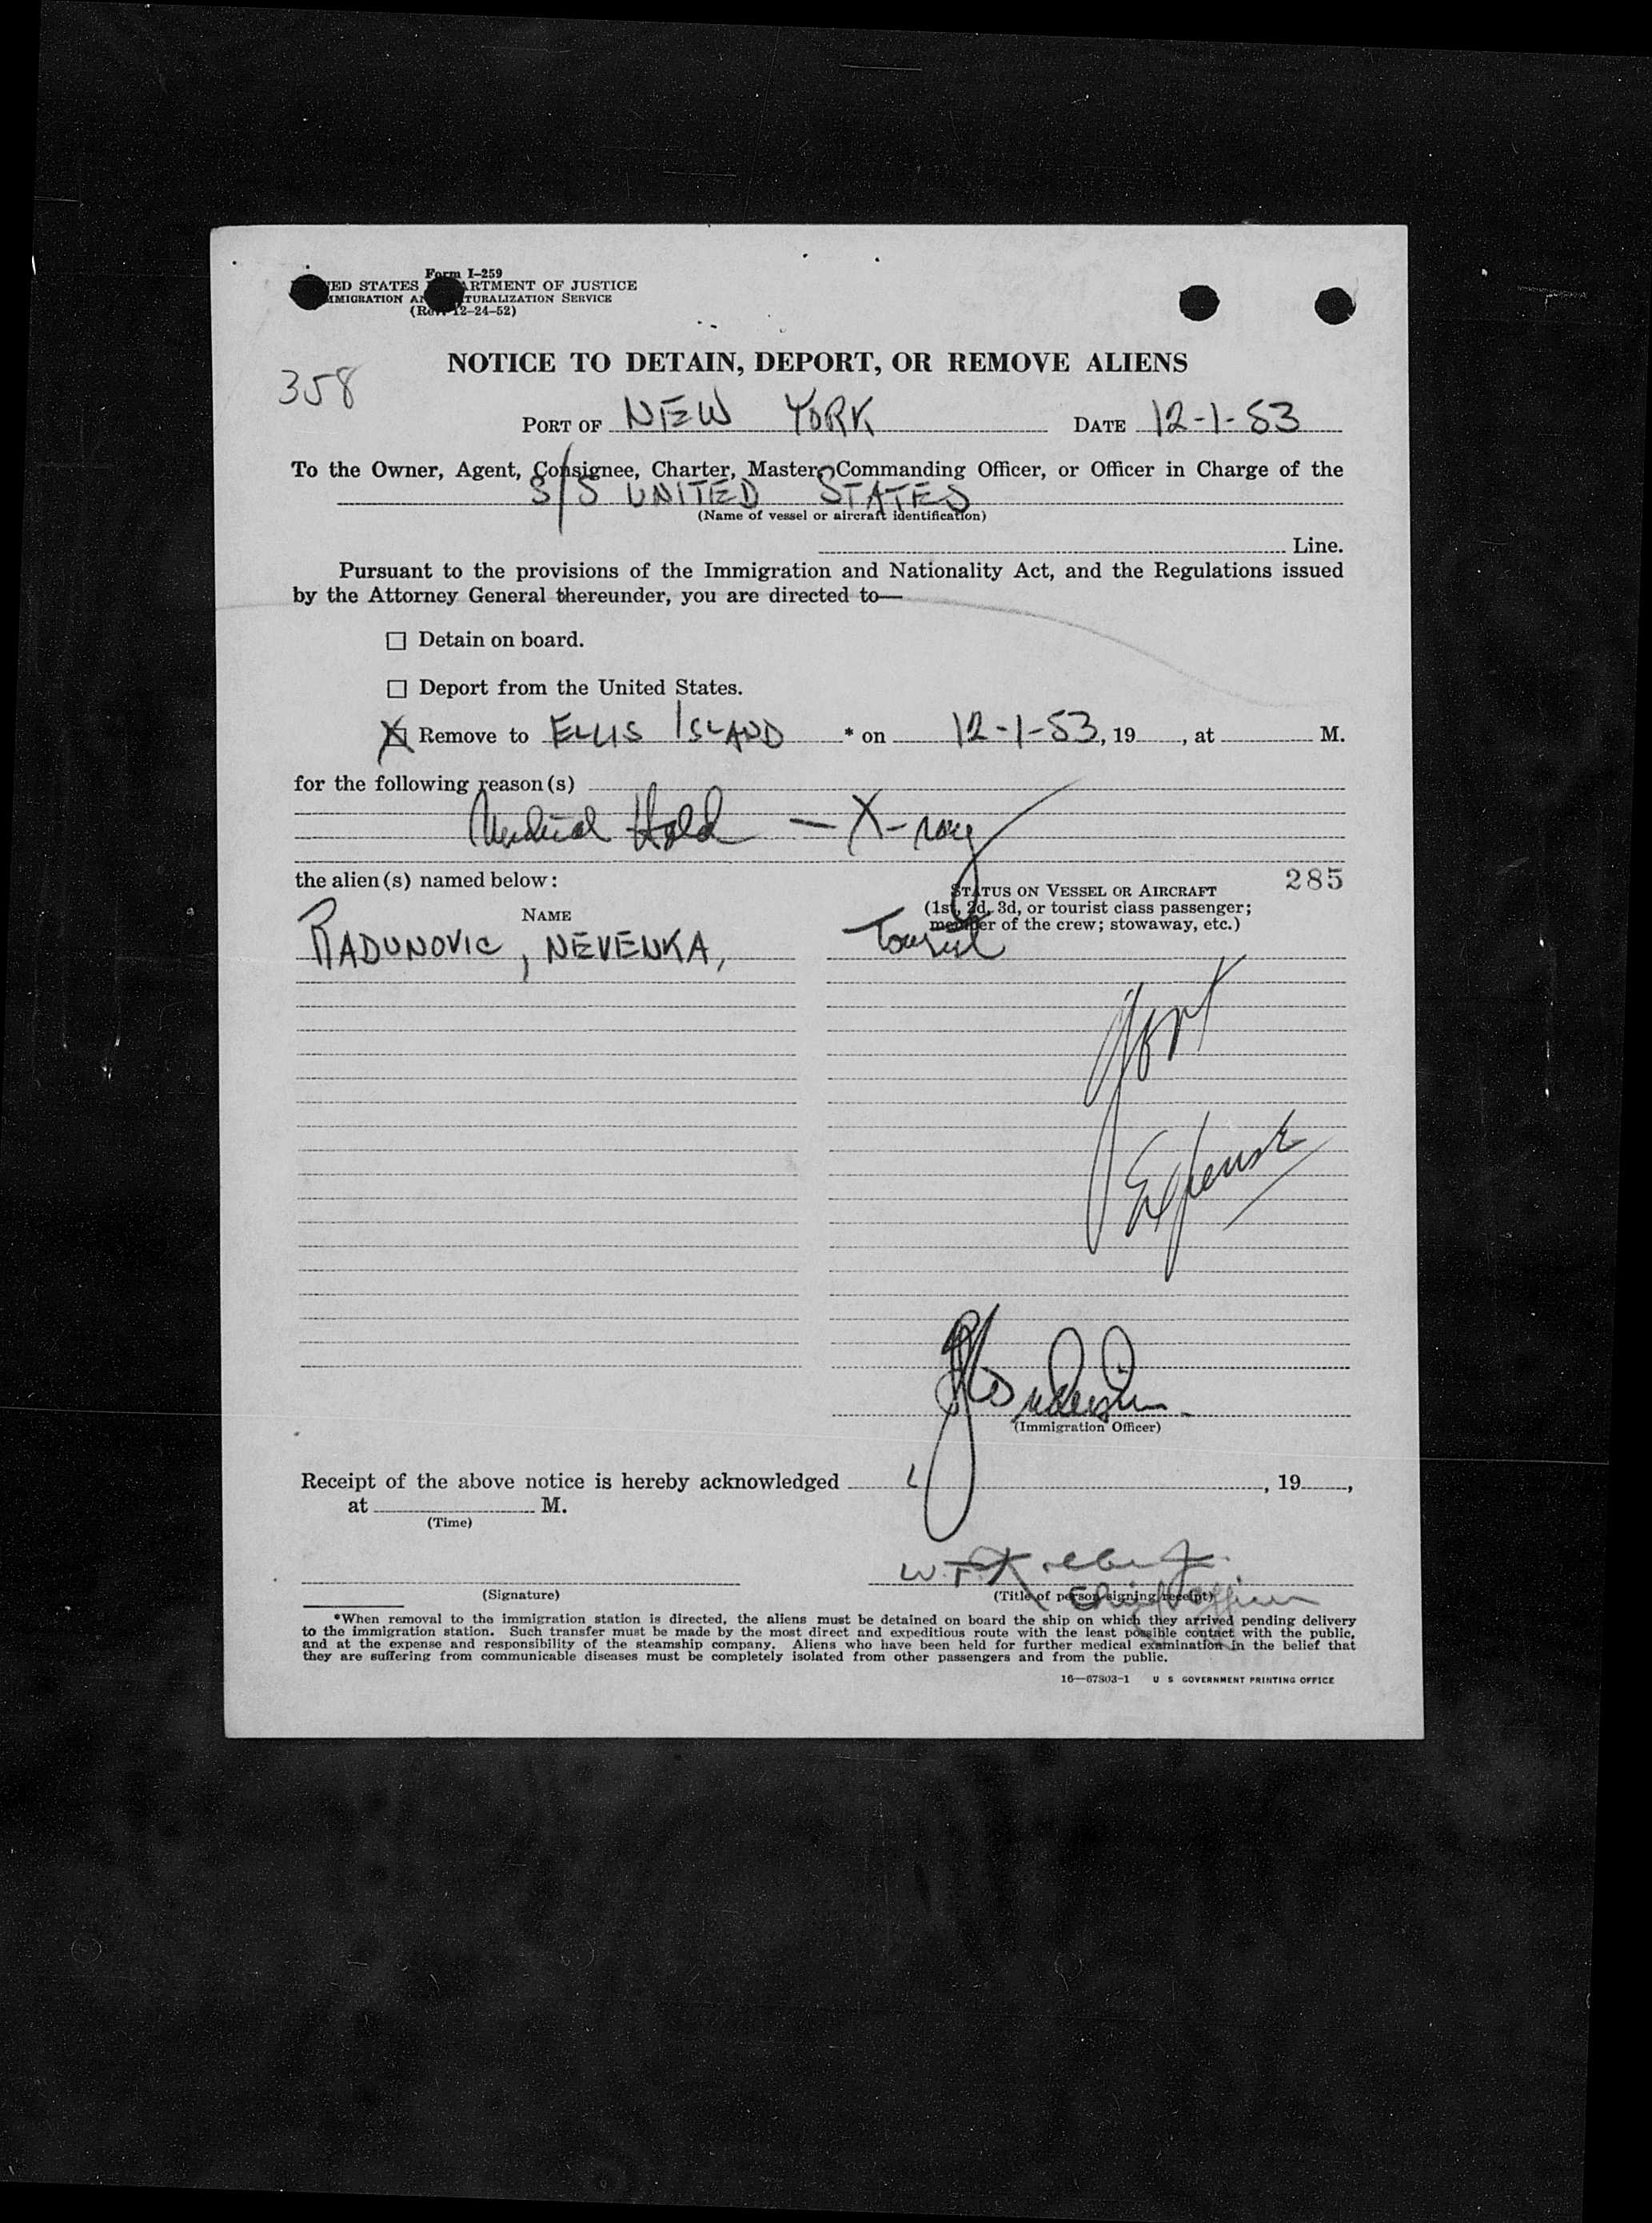 Form I–259
ED STATES ARTMENT OF JUSTICE
MMIGRATION AN TURALIZATION SERVICE
(Rev. 12–24–52)
358
NOTICE TO DETAIN, DEPORT, OR REMOVE ALIENS
PORT OF NEW YORK DATE 12-1-53
To the Owner, Agent, Consignee, Charter, Master, Commanding Officer, or Officer in Charge of the
S/S UNITED STATES
(Name of vessel or aircraft identification)
Line.
Pursuant to the provisions of the Immigration and Nationality Act, and the Regulations issued
by the Attorney General thereunder, you are directed to—
☐ Detain on board.
☐ Deport from the United States.
☒ Remove to ELLIS ISLAND * on 12-1-53, 19 , at M.
for the following reason(s)
Medical Hold — X-ray
the alien(s) named below:
285
NAME
STATUS ON VESSEL OR AIRCRAFT
(1st, 2d, 3d, or tourist class passenger;
member of the crew; stowaway, etc.)
RADUNOVIC, NEVENKA, Tourist
Govt
Expense
(Immigration Officer)
Receipt of the above notice is hereby acknowledged , 19 ,
at M.
(Time)
W. F.
(Signature)
(Title of person signing receipt)
Chief Officer
*When removal to the immigration station is directed, the aliens must be detained on board the ship on which they arrived pending delivery
to the immigration station. Such transfer must be made by the most direct and expeditious route with the least possible contact with the public,
and at the expense and responsibility of the steamship company. Aliens who have been held for further medical examination in the belief that
they are suffering from communicable diseases must be completely isolated from other passengers and from the public.
16—67803-1 U S GOVERNMENT PRINTING OFFICE